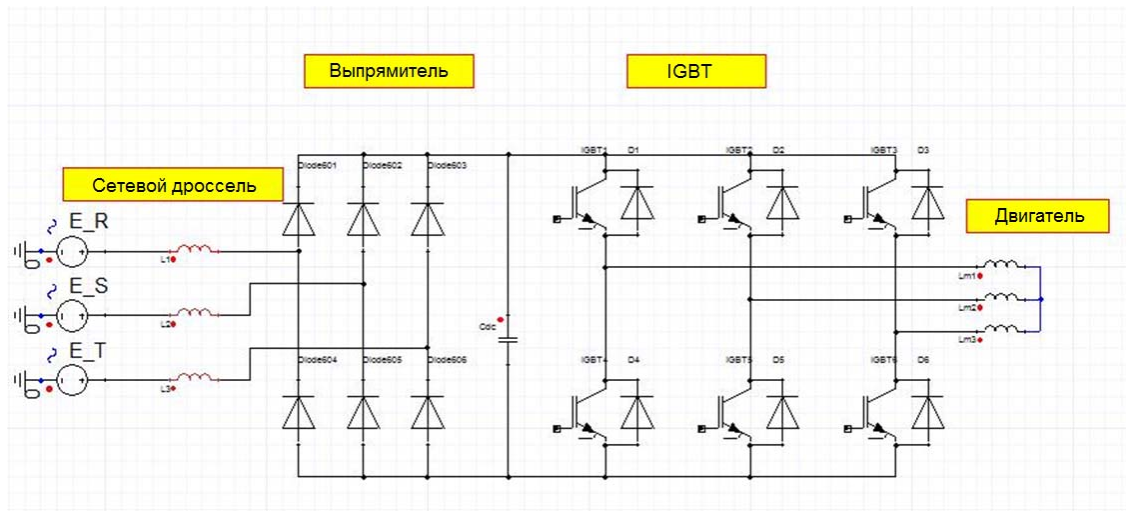 Выпрямитель
IGBT
IGBT1 D1 IGBT2 D2 IGBT3 D3
Diode601 Diode602 Diode603
Сетевой дроссель
Двигатель
E_R
L1
Lm1
E_S
Lm2
L2
Cdc
Lm3
E_T
Diode604 Diode605 Diode606 IGBT4 D4 IGBT5 D5 IGBT6 D6
L3